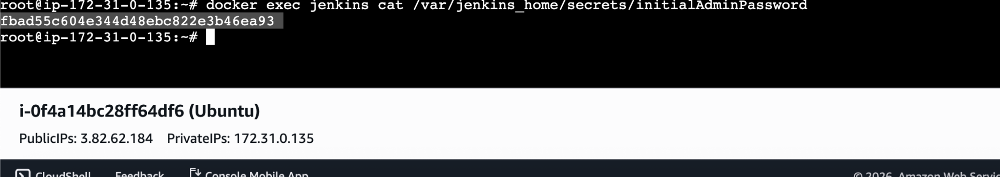 root@ip-172-31-0-135:~# docker exec jenkins cat /var/jenkins_home/secrets/initialAdminPassword
fbad55c604e344d48ebc822e3b46ea93
root@ip-172-31-0-135:~#
i-0f4a14bc28ff64df6 (Ubuntu)
PublicIPs: 3.82.62.184 PrivateIPs: 172.31.0.135
CloudShell Feedback Console Mobile App © 2026, Amazon Web